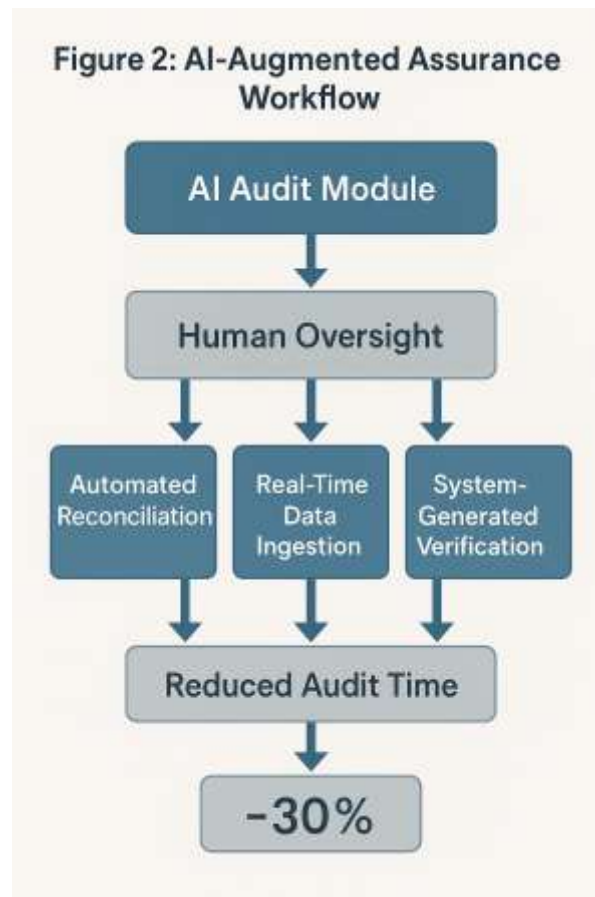 Figure 2: AI-Augmented Assurance
Workflow
AI Audit Module
Human Oversight
Automated
Reconciliation
Real-Time
Data
Ingestion
System-
Generated
Verification
Reduced Audit Time
-30%